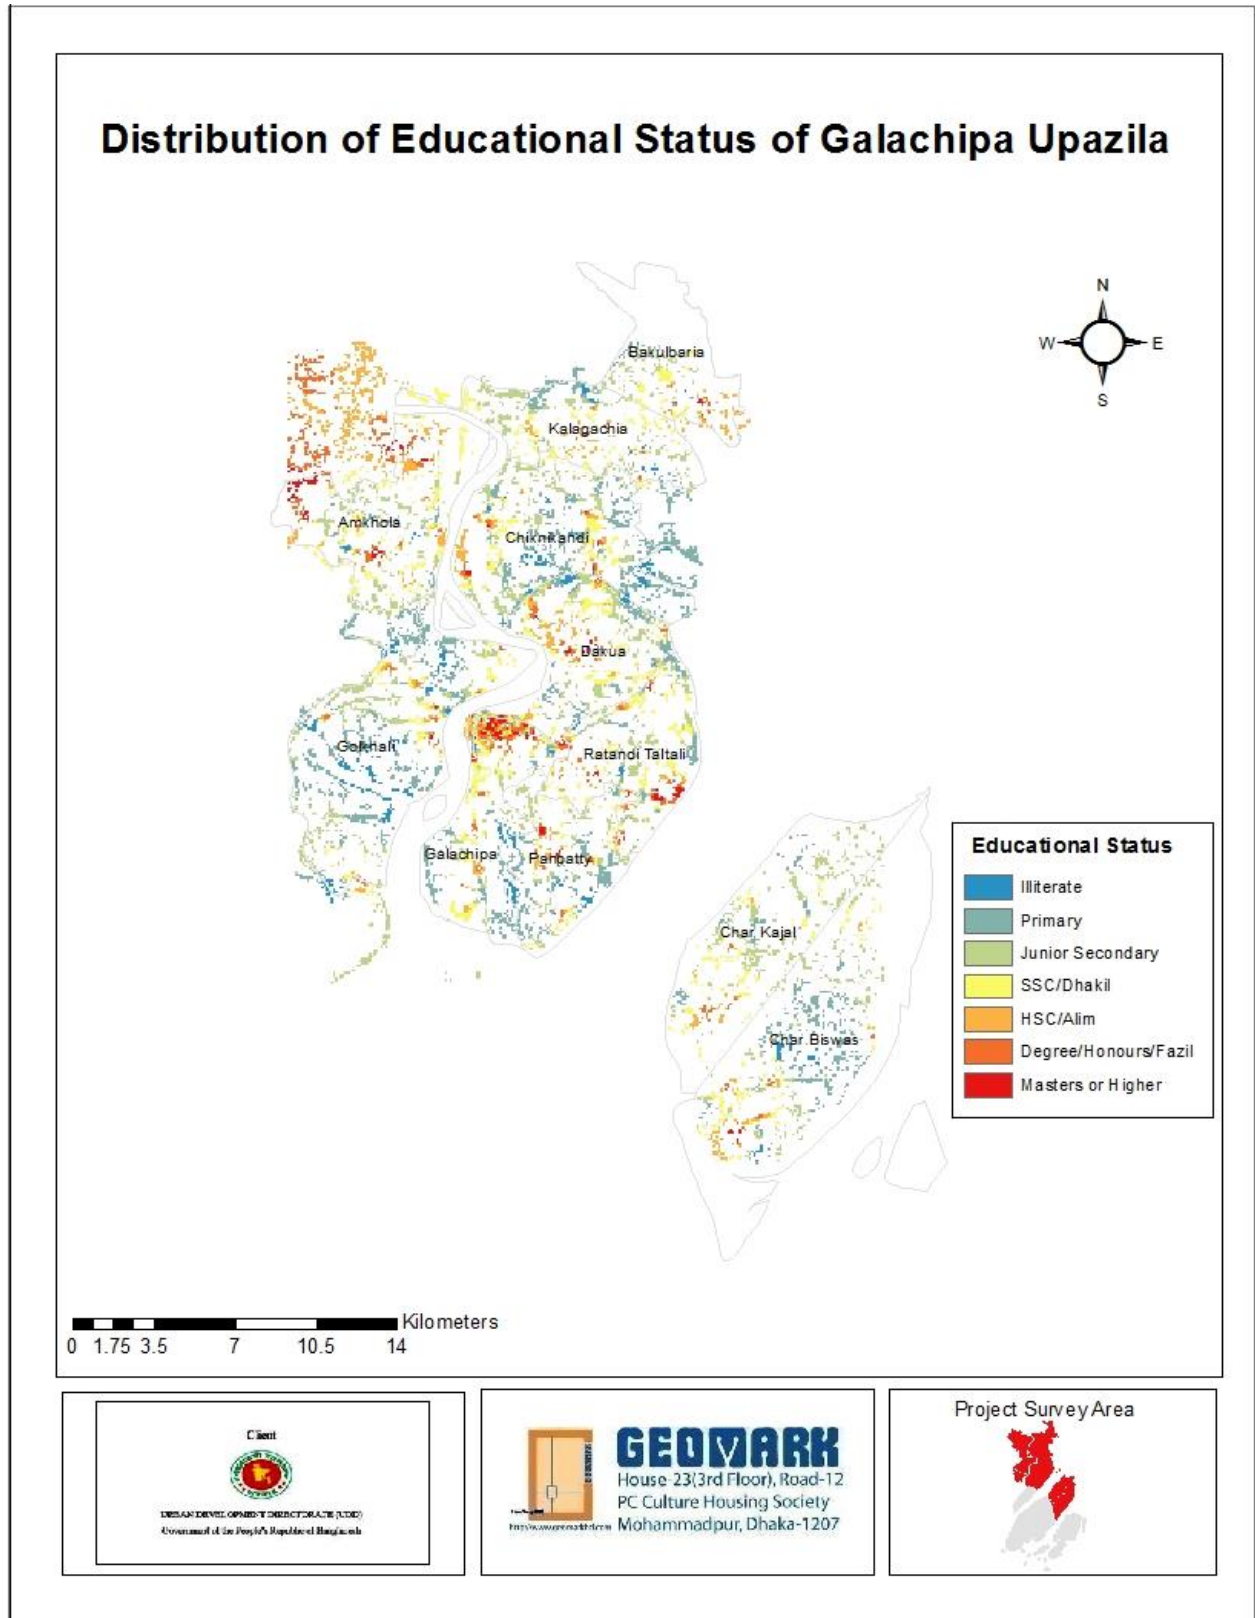 Distribution of Educational Status of Galachipa Upazila
N
W
E
S
Bakulbaria
Kalagachia
Amkhola
Chiknikandi
Dakua
Golkhali
Ratandi Taltali
Galachipa
Panpatty
Char Kajal
Char Biswas
Educational Status
Illiterate
Primary
Junior Secondary
SSC/Dhakil
HSC/Alim
Degree/Honours/Fazil
Masters or Higher
Kilometers
0 1.75 3.5 7 10.5 14
Client
URBAN DEVELOPMENT DIRECTORATE (UDD)
Government of the People's Republic of Bangladesh
GEOMARK
House-23(3rd Floor), Road-12
PC Culture Housing Society
Mohammadpur, Dhaka-1207
Project Survey Area